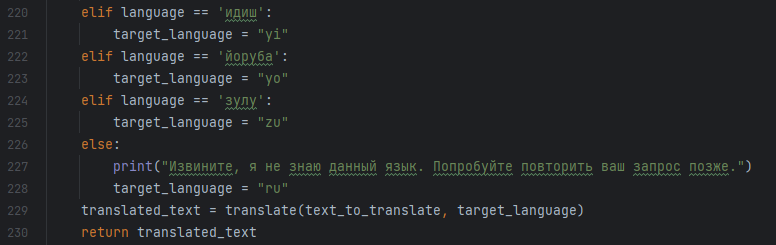 220 elif language == 'идиш':
221 target_language = "yi"
222 elif language == 'йоруба':
223 target_language = "yo"
224 elif language == 'зулу':
225 target_language = "zu"
226 else:
227 print("Извините, я не знаю данный язык. Попробуйте повторить ваш запрос позже.")
228 target_language = "ru"
229 translated_text = translate(text_to_translate, target_language)
230 return translated_text